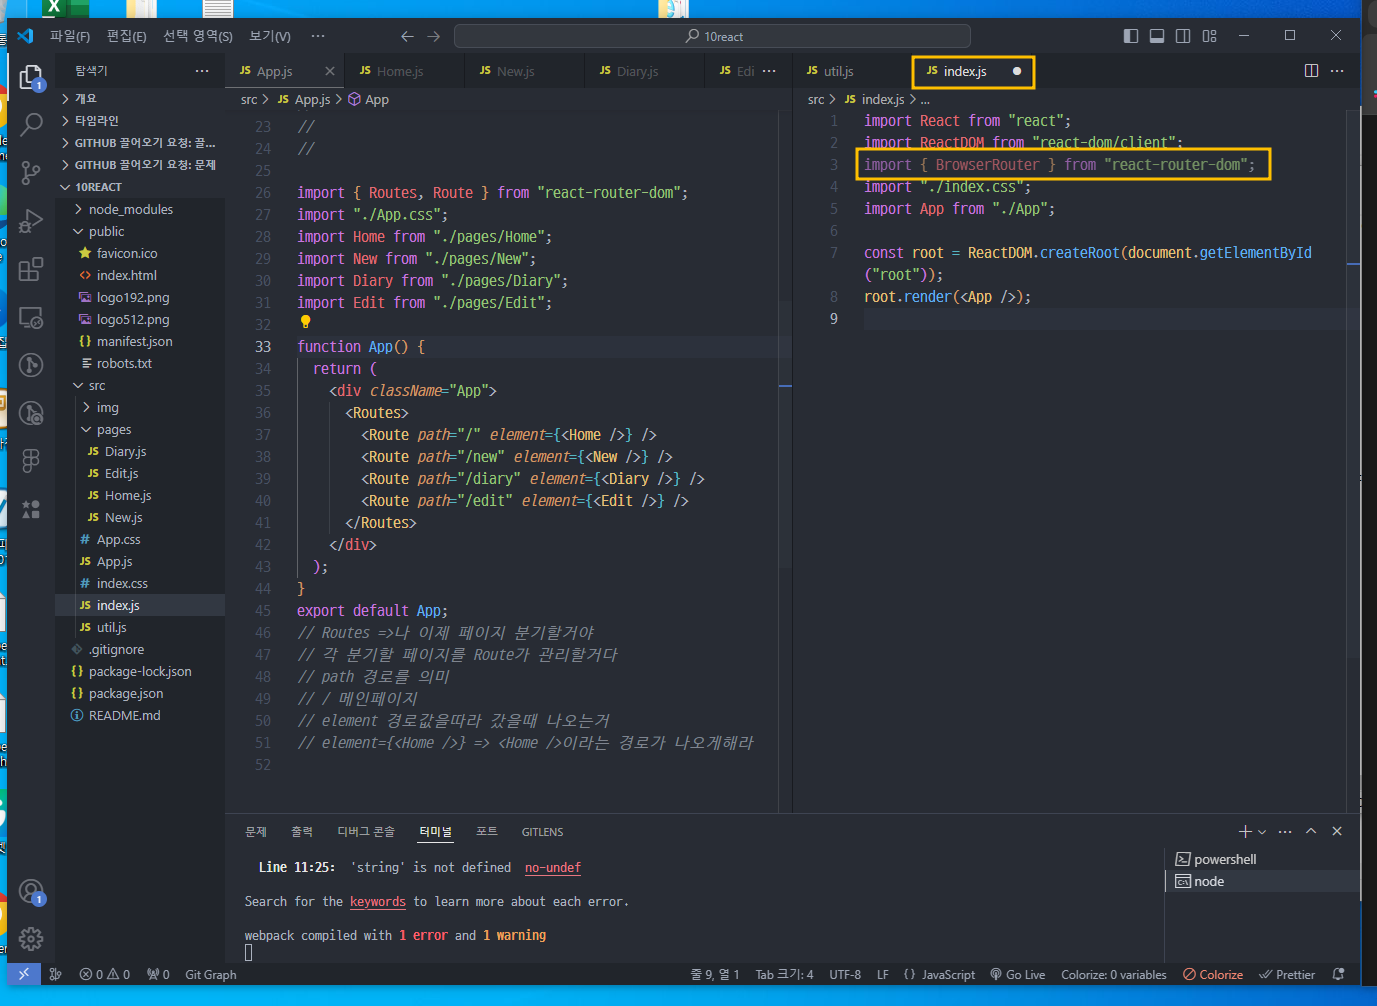 파일(F) 편집(E) 선택 영역(S) 보기(V) ··· 10react
탐색기 ···
개요
타임라인
GITHUB 끌어오기 요청: 끌...
GITHUB 끌어오기 요청: 문제
10REACT
node_modules
public
favicon.ico
index.html
logo192.png
logo512.png
manifest.json
robots.txt
src
img
pages
JS Diary.js
JS Edit.js
JS Home.js
JS New.js
# App.css
JS App.js
# index.css
JS index.js
JS util.js
.gitignore
package-lock.json
package.json
README.md
JS App.js JS Home.js JS New.js JS Diary.js JS Edi ···
src > JS App.js > App
23 //
24 //
25
26 import { Routes, Route } from "react-router-dom";
27 import "./App.css";
28 import Home from "./pages/Home";
29 import New from "./pages/New";
30 import Diary from "./pages/Diary";
31 import Edit from "./pages/Edit";
32
33 function App() {
34 return (
35 <div className="App">
36 <Routes>
37 <Route path="/" element={<Home />} />
38 <Route path="/new" element={<New />} />
39 <Route path="/diary" element={<Diary />} />
40 <Route path="/edit" element={<Edit />} />
41 </Routes>
42 </div>
43 );
44 }
45 export default App;
46 // Routes =>나 이제 페이지 분기할거야
47 // 각 분기할 페이지를 Route가 관리할거다
48 // path 경로를 의미
49 // / 메인페이지
50 // element 경로값을따라 갔을때 나오는거
51 // element={<Home />} => <Home />이라는 경로가 나오게해라
52
JS util.js JS index.js
src > JS index.js > ...
1 import React from "react";
2 import ReactDOM from "react-dom/client";
3 import { BrowserRouter } from "react-router-dom";
4 import "./index.css";
5 import App from "./App";
6
7 const root = ReactDOM.createRoot(document.getElementById
("root"));
8 root.render(<App />);
9
문제 출력 디버그 콘솔 터미널 포트 GITLENS
Line 11:25: 'string' is not defined no-undef
Search for the keywords to learn more about each error.
webpack compiled with 1 error and 1 warning
powershell
node
0 0 0 Git Graph 줄 9, 열 1 Tab 크기: 4 UTF-8 LF {} JavaScript Go Live Colorize: 0 variables Colorize Prettier